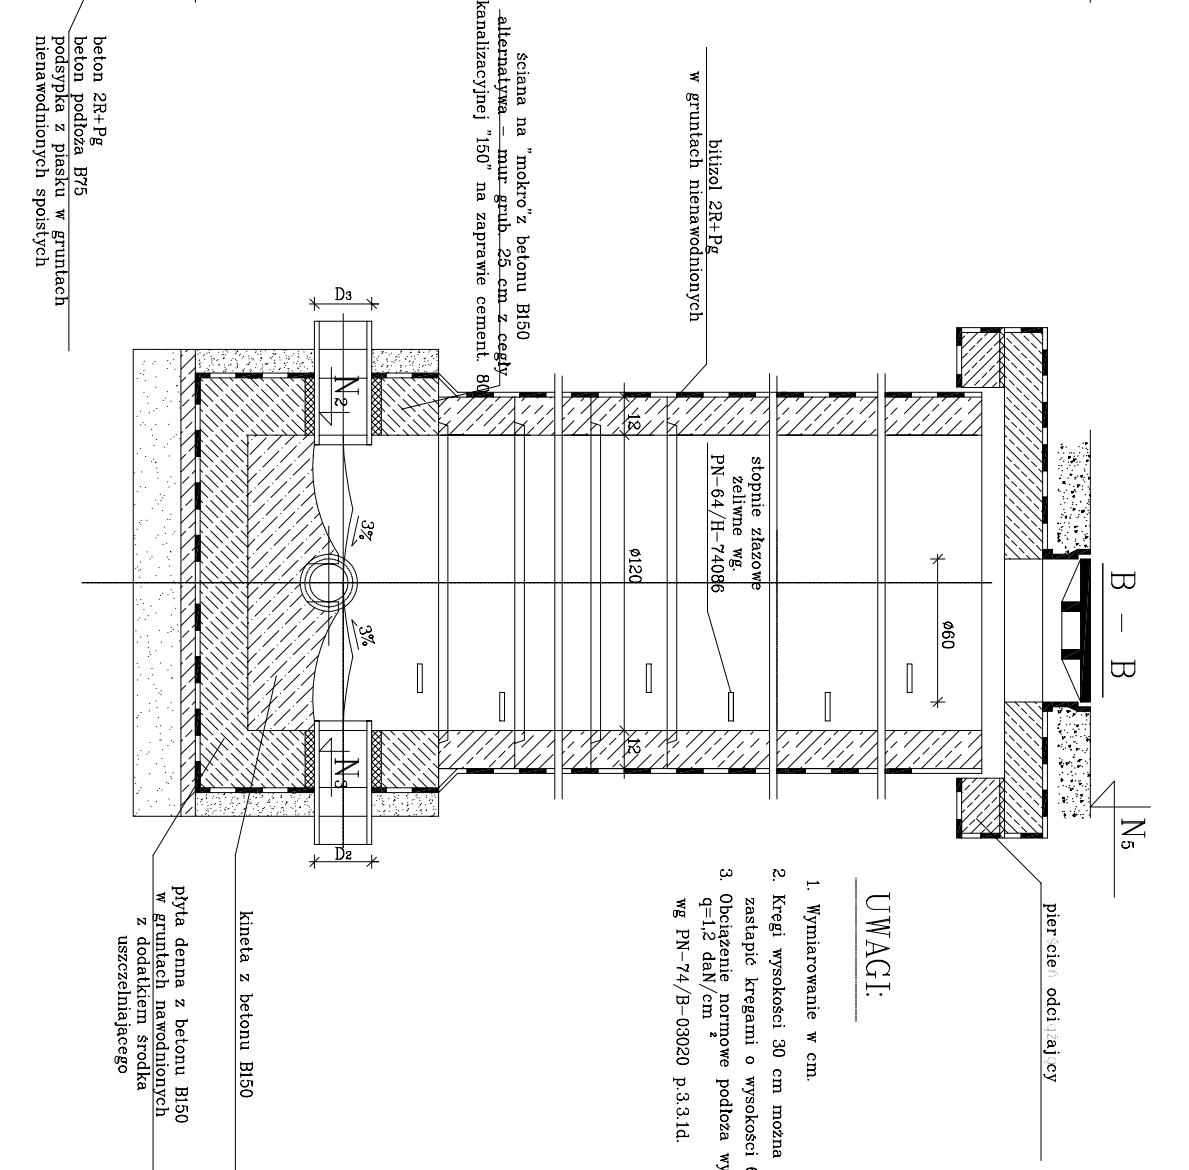 B - B
N5
pierścień odciążający
UWAGI:
1. Wymiarowanie w cm.
2. Kręgi wysokości 30 cm można
zastąpić kręgami o wysokości
3. Obciążenie normowe podłoża
q=1,2 daN/cm ²
wg PN-74/B-03020 p.3.3.1d.
ø60
stopnie złazowe
żeliwne wg.
PN-64/H-74086
bitizol 2R+Pg
w gruntach nienawodnionych
12
ø120
12
ściana na "mokro"z betonu B150
alternatywa - mur grub. 25 cm z cegły
kanalizacyjnej "150" na zaprawie cement. 80
D3
N2
3%
3%
N3
D2
kineta z betonu B150
płyta denna z betonu B150
w gruntach nawodnionych
z dodatkiem środka
uszczelniającego
beton 2R+Pg
beton podłoża B75
podsypka z piasku w gruntach
nienawodnionych spoistych